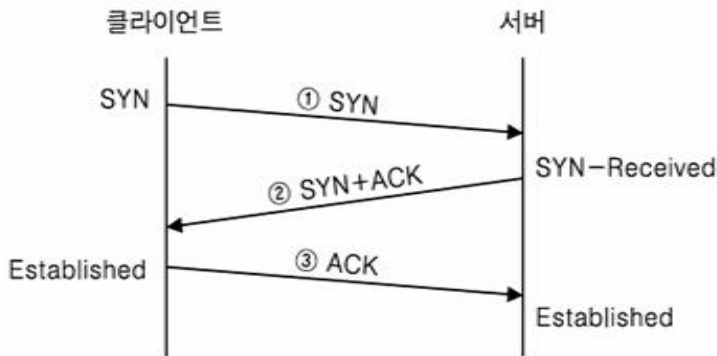 클라이언트 서버
SYN
① SYN
SYN-Received
② SYN+ACK
Established
③ ACK
Established